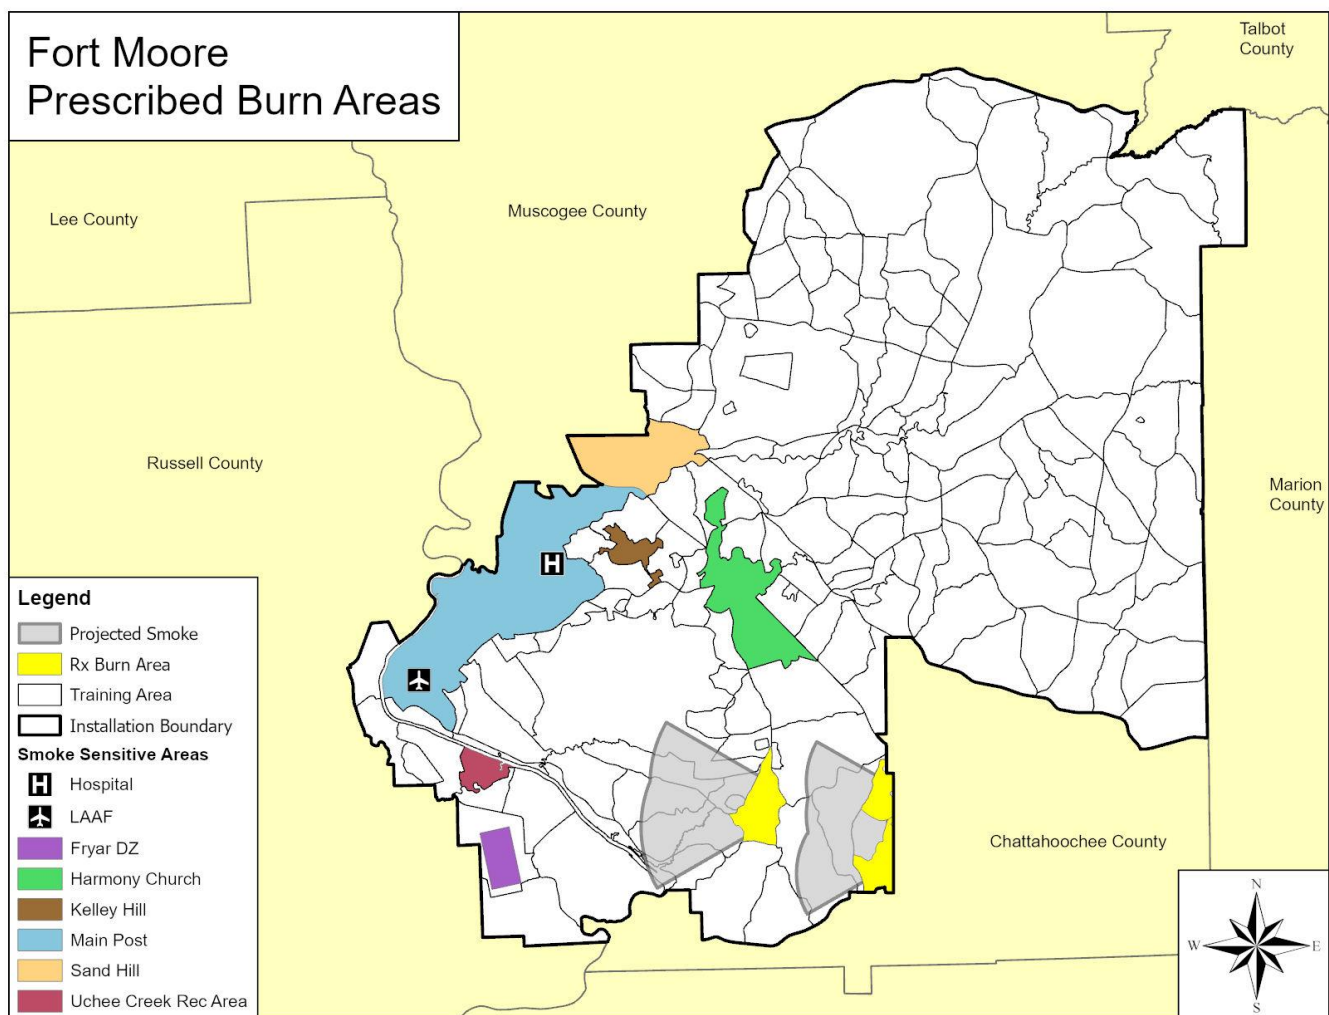 Fort Moore
Prescribed Burn Areas
Talbot
County
Lee County
Muscogee County
Russell County
Marion
County
Chattahoochee County
H
Legend
Projected Smoke
Rx Burn Area
Training Area
Installation Boundary
Smoke Sensitive Areas
H
Hospital
LAAF
Fryar DZ
Harmony Church
Kelley Hill
Main Post
Sand Hill
Uchee Creek Rec Area
N
W
E
S